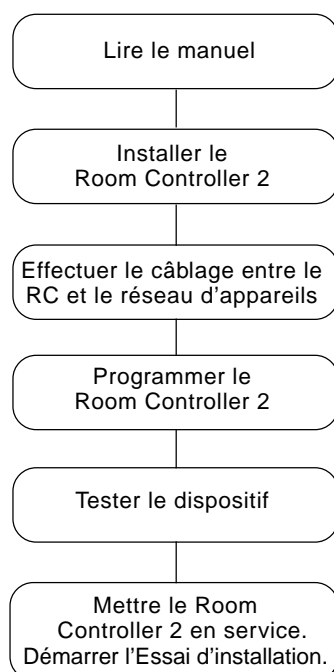 Lire le manuel
Installer le
Room Controller 2
Effectuer le câblage entre le
RC et le réseau d'appareils
Programmer le
Room Controller 2
Tester le dispositif
Mettre le Room
Controller 2 en service.
Démarrer l'Essai d'installation.